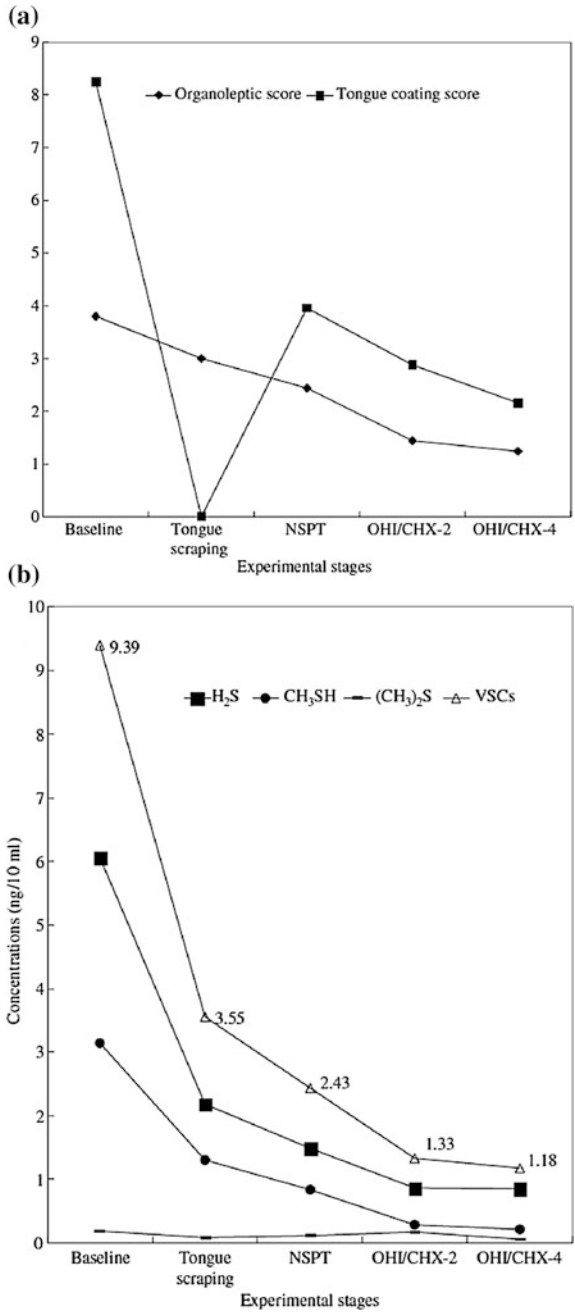 (a)
9
8
7
6
5
4
3
2
1
0
Organoleptic score Tongue coating score
Baseline Tongue scraping NSPT OHI/CHX-2 OHI/CHX-4
Experimental stages
(b)
10
9
8
7
6
5
4
3
2
1
0
Concentrations (ng/10 ml)
H₂S CH₃SH (CH₃)₂S VSCs
9.39
3.55
2.43
1.33
1.18
Baseline Tongue scraping NSPT OHI/CHX-2 OHI/CHX-4
Experimental stages